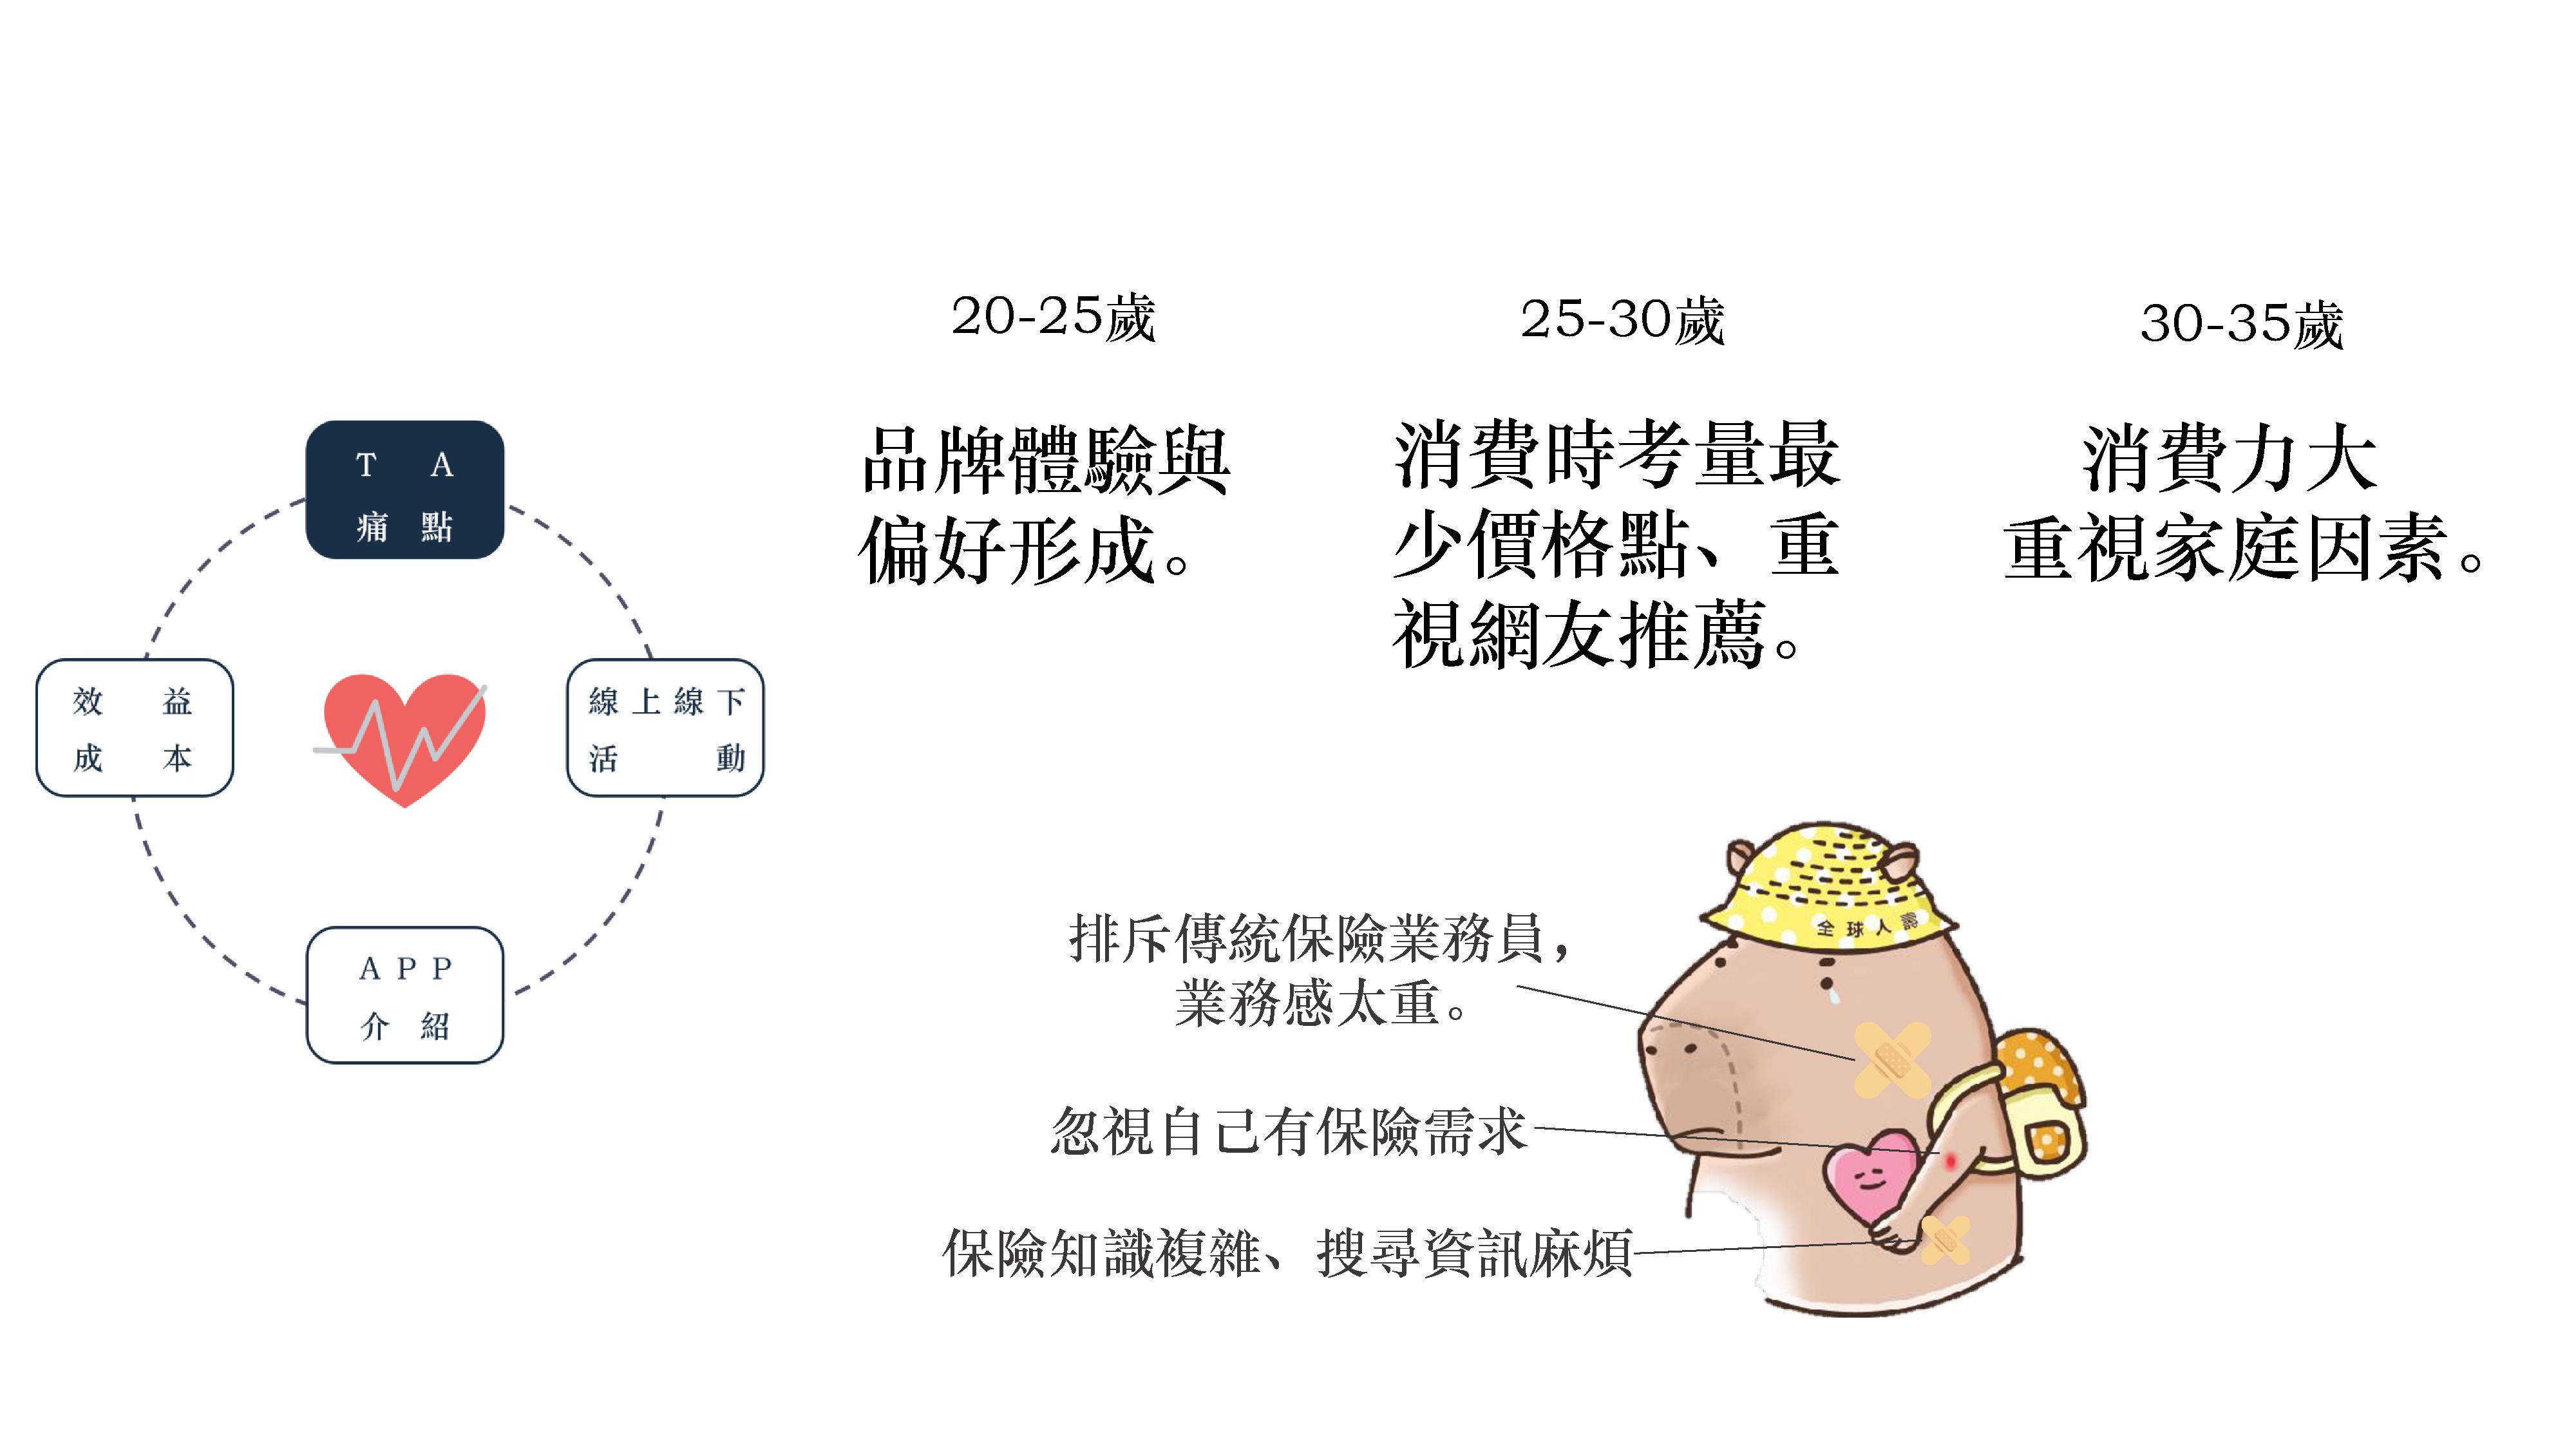 T A
痛 點
效 益
成 本
線 上 線 下
活 動
A P P
介 紹
20-25歲
品牌體驗與
偏好形成。
25-30歲
消費時考量最
少價格點、重
視網友推薦。
30-35歲
消費力大
重視家庭因素。
全 球 人 壽
排斥傳統保險業務員，
業務感太重。
忽視自己有保險需求
保險知識複雜、搜尋資訊麻煩